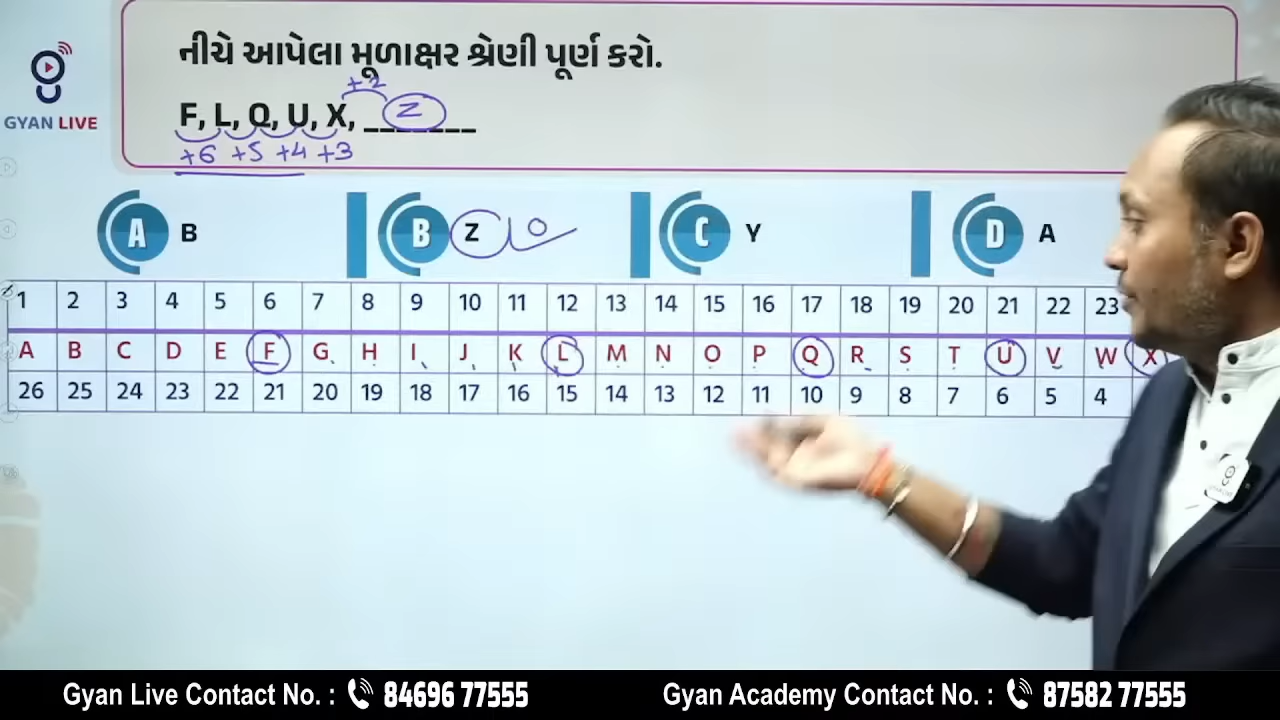 GYAN LIVE
નીચે આપેલા મૂળાક્ષર શ્રેણી પૂર્ણ કરો.
+2
F, L, Q, U, X, _______ Z
+6 +5 +4 +3
A B
B Z
C Y
D A
1 2 3 4 5 6 7 8 9 10 11 12 13 14 15 16 17 18 19 20 21 22 23
A B C D E F G H I J K L M N O P Q R S T U V W X
26 25 24 23 22 21 20 19 18 17 16 15 14 13 12 11 10 9 8 7 6 5 4
GYAN LIVE
Gyan Live Contact No. : 84696 77555
Gyan Academy Contact No. : 87582 77555